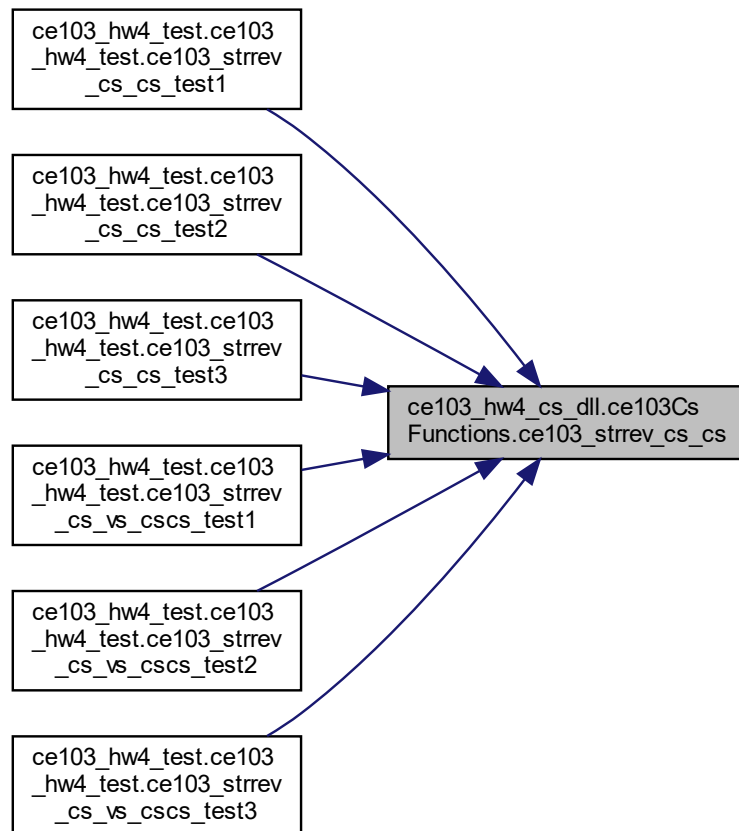 ce103_hw4_test.ce103
_hw4_test.ce103_strrev
_cs_cs_test1
ce103_hw4_test.ce103
_hw4_test.ce103_strrev
_cs_cs_test2
ce103_hw4_test.ce103
_hw4_test.ce103_strrev
_cs_cs_test3
ce103_hw4_cs_dll.ce103Cs
Functions.ce103_strrev_cs_cs
ce103_hw4_test.ce103
_hw4_test.ce103_strrev
_cs_vs_cscs_test1
ce103_hw4_test.ce103
_hw4_test.ce103_strrev
_cs_vs_cscs_test2
ce103_hw4_test.ce103
_hw4_test.ce103_strrev
_cs_vs_cscs_test3